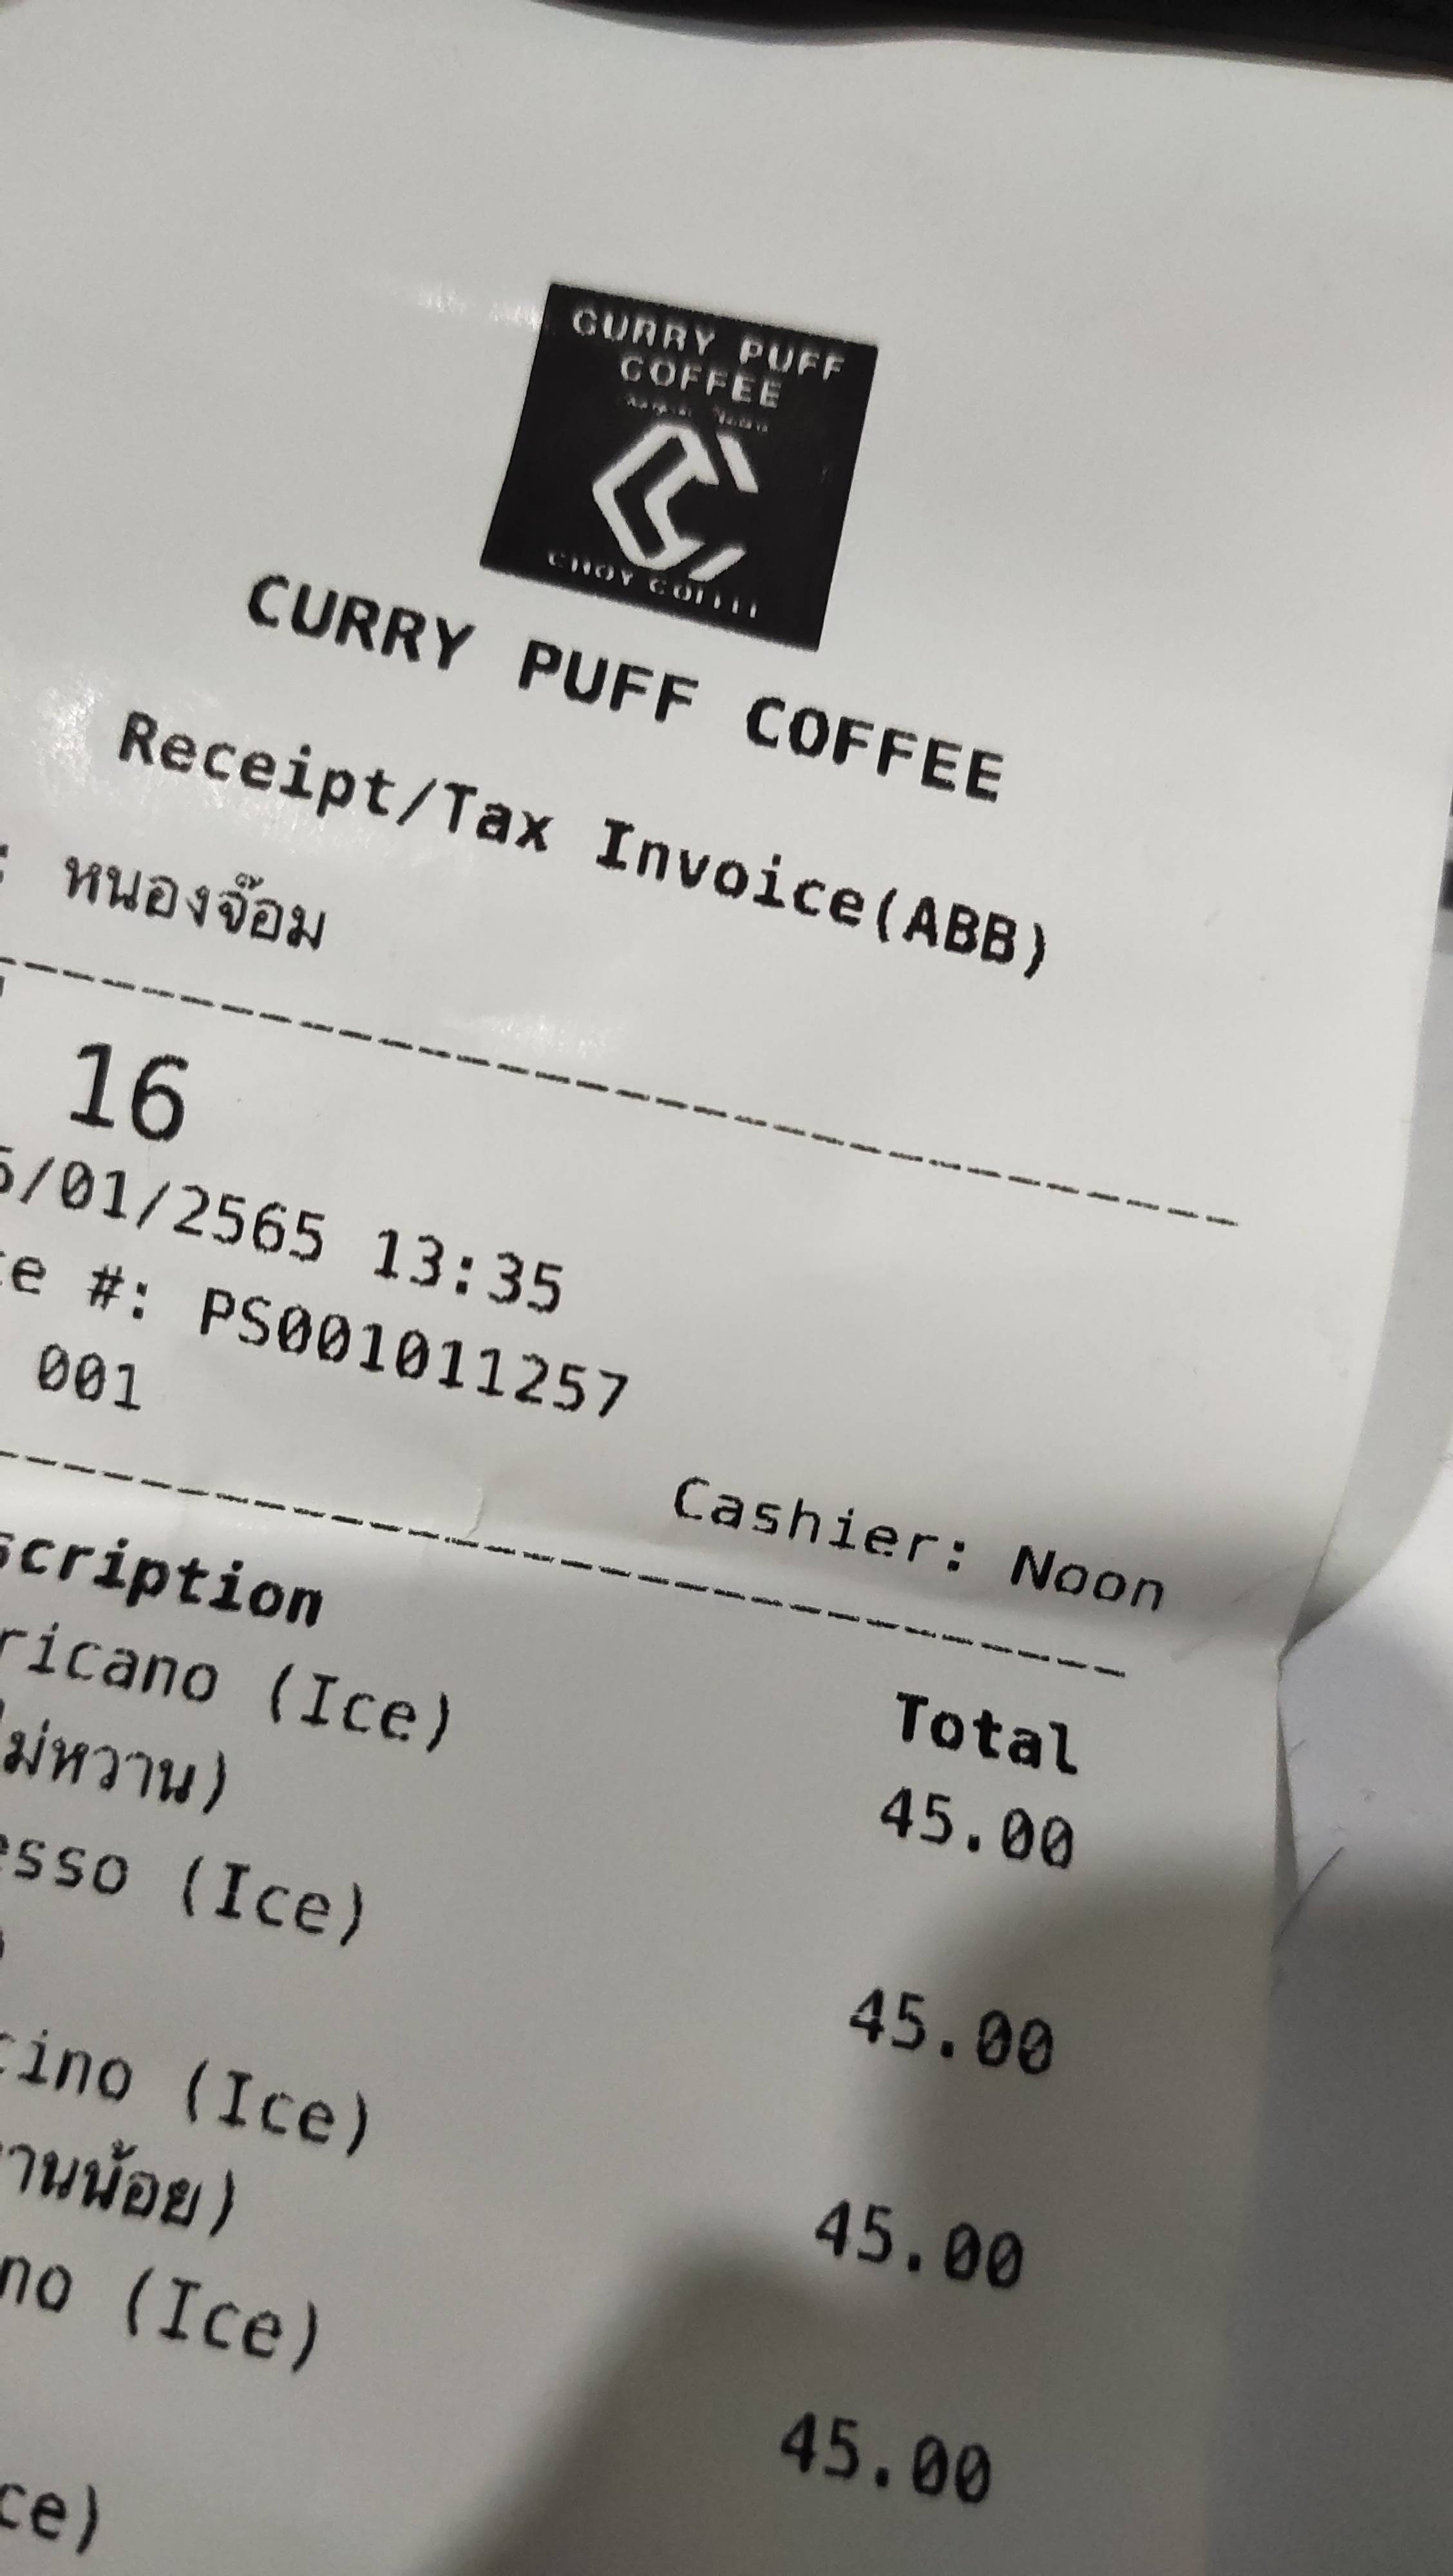 CURRY PUFF
COFFEE
CHOY COFFEE
CURRY PUFF COFFEE
Receipt/Tax Invoice(ABB)
: หนองจ๊อม
16
5/01/2565 13:35
ce #: PS001011257
001
Cashier: Noon
scription Total
ricano (Ice) 45.00
ไม่หวาน)
esso (Ice) 45.00
)
cino (Ice) 45.00
วานน้อย)
no (Ice) 45.00
ce)